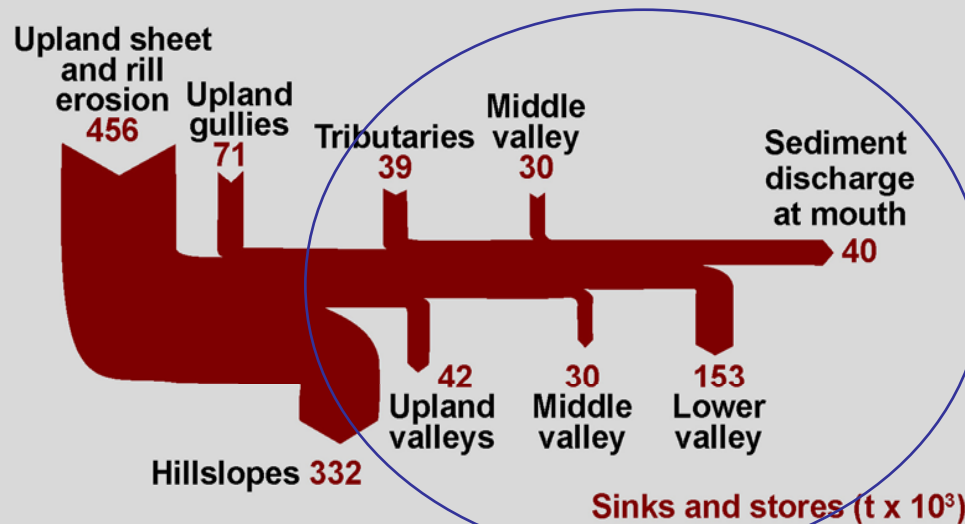 Upland sheet
and rill
erosion
456
Upland
gullies
71
Tributaries
39
Middle
valley
30
Sediment
discharge
at mouth
40
42
Upland
valleys
30
Middle
valley
153
Lower
valley
Hillslopes 332
Sinks and stores (t x 10³)